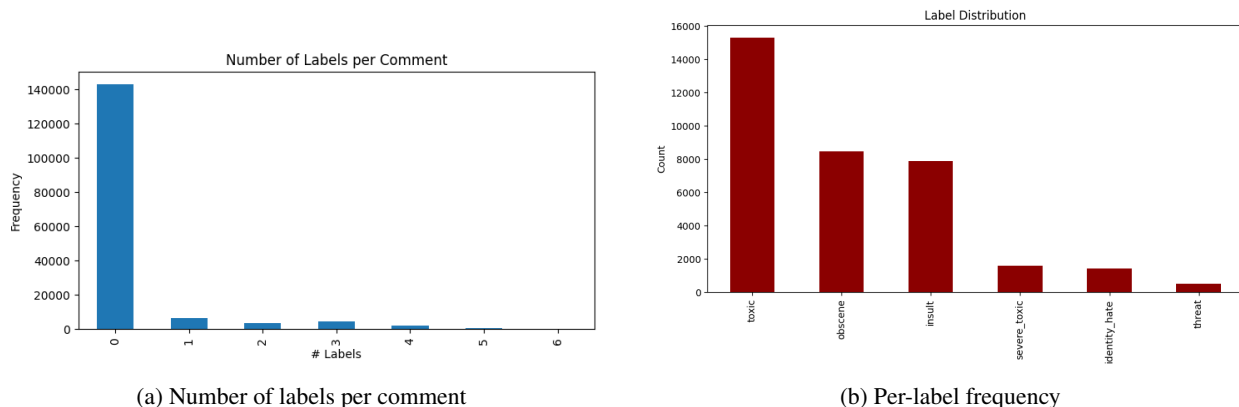 Number of Labels per Comment
140000
120000
100000
80000
60000
40000
20000
0
Frequency
0 1 2 3 4 5 6
# Labels
(a) Number of labels per comment
Label Distribution
16000
14000
12000
10000
8000
6000
4000
2000
0
Count
toxic
obscene
insult
severe_toxic
identity_hate
threat
(b) Per-label frequency